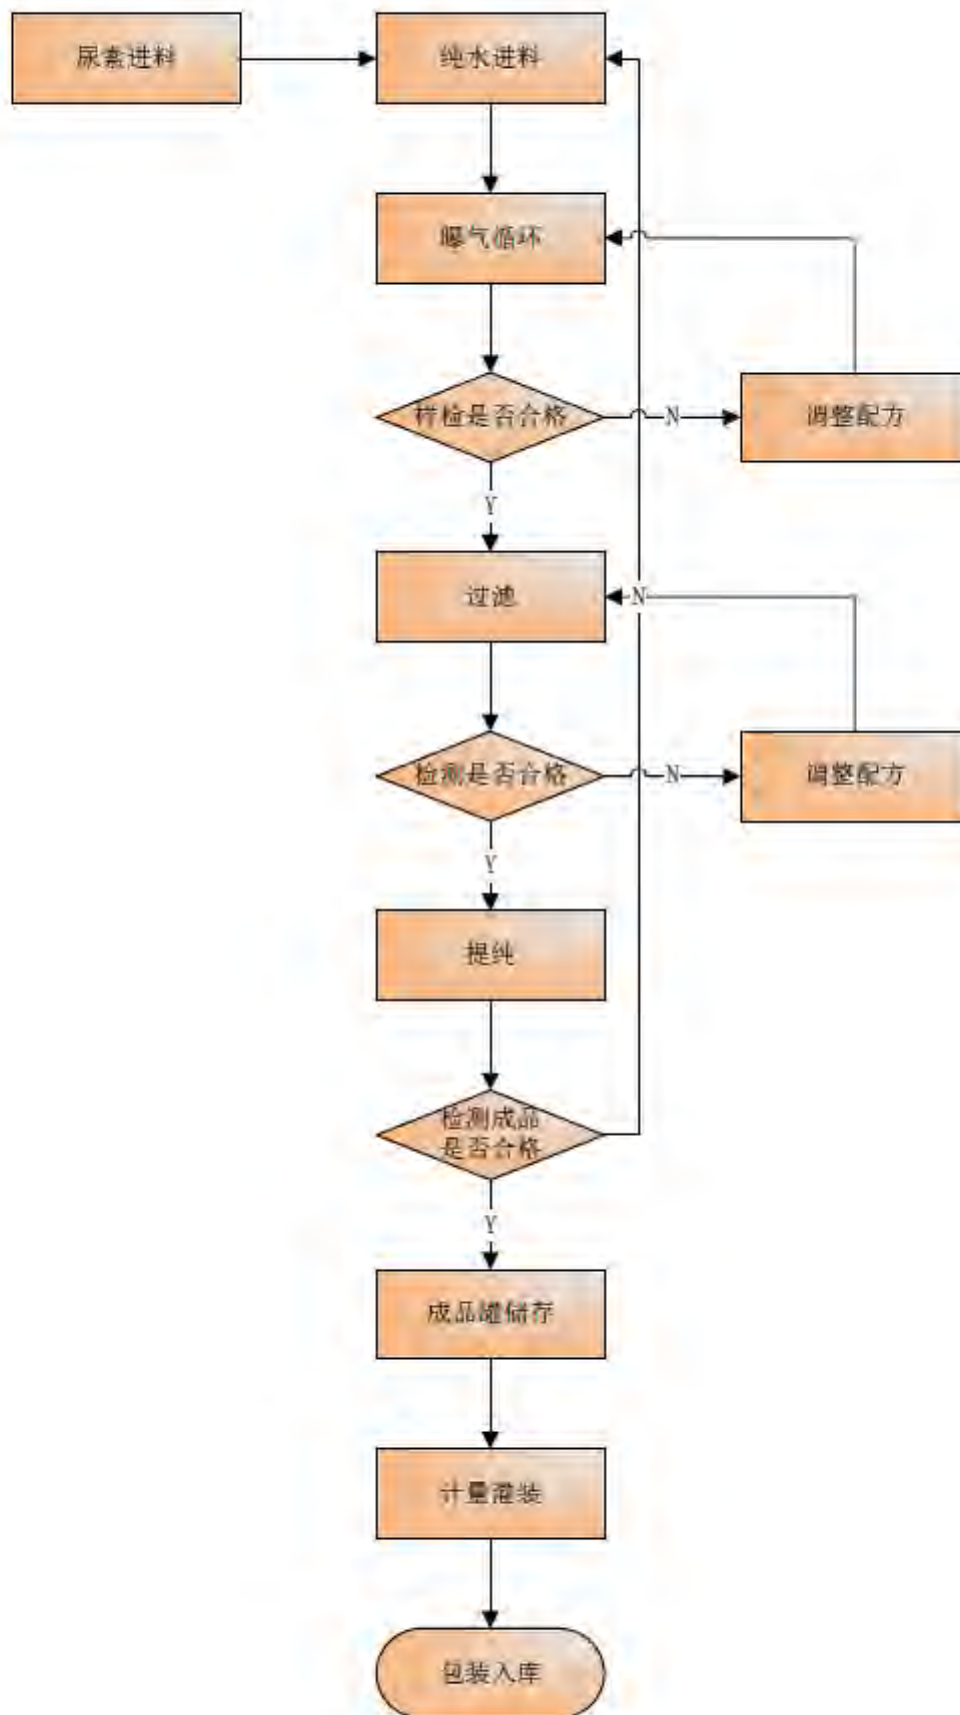 尿素进料
纯水进料
曝气循环
样检是否合格
N
调整配方
Y
过滤
N
检测是否合格
N
调整配方
Y
提纯
检测成品
是否合格
Y
成品罐储存
计量灌装
包装入库